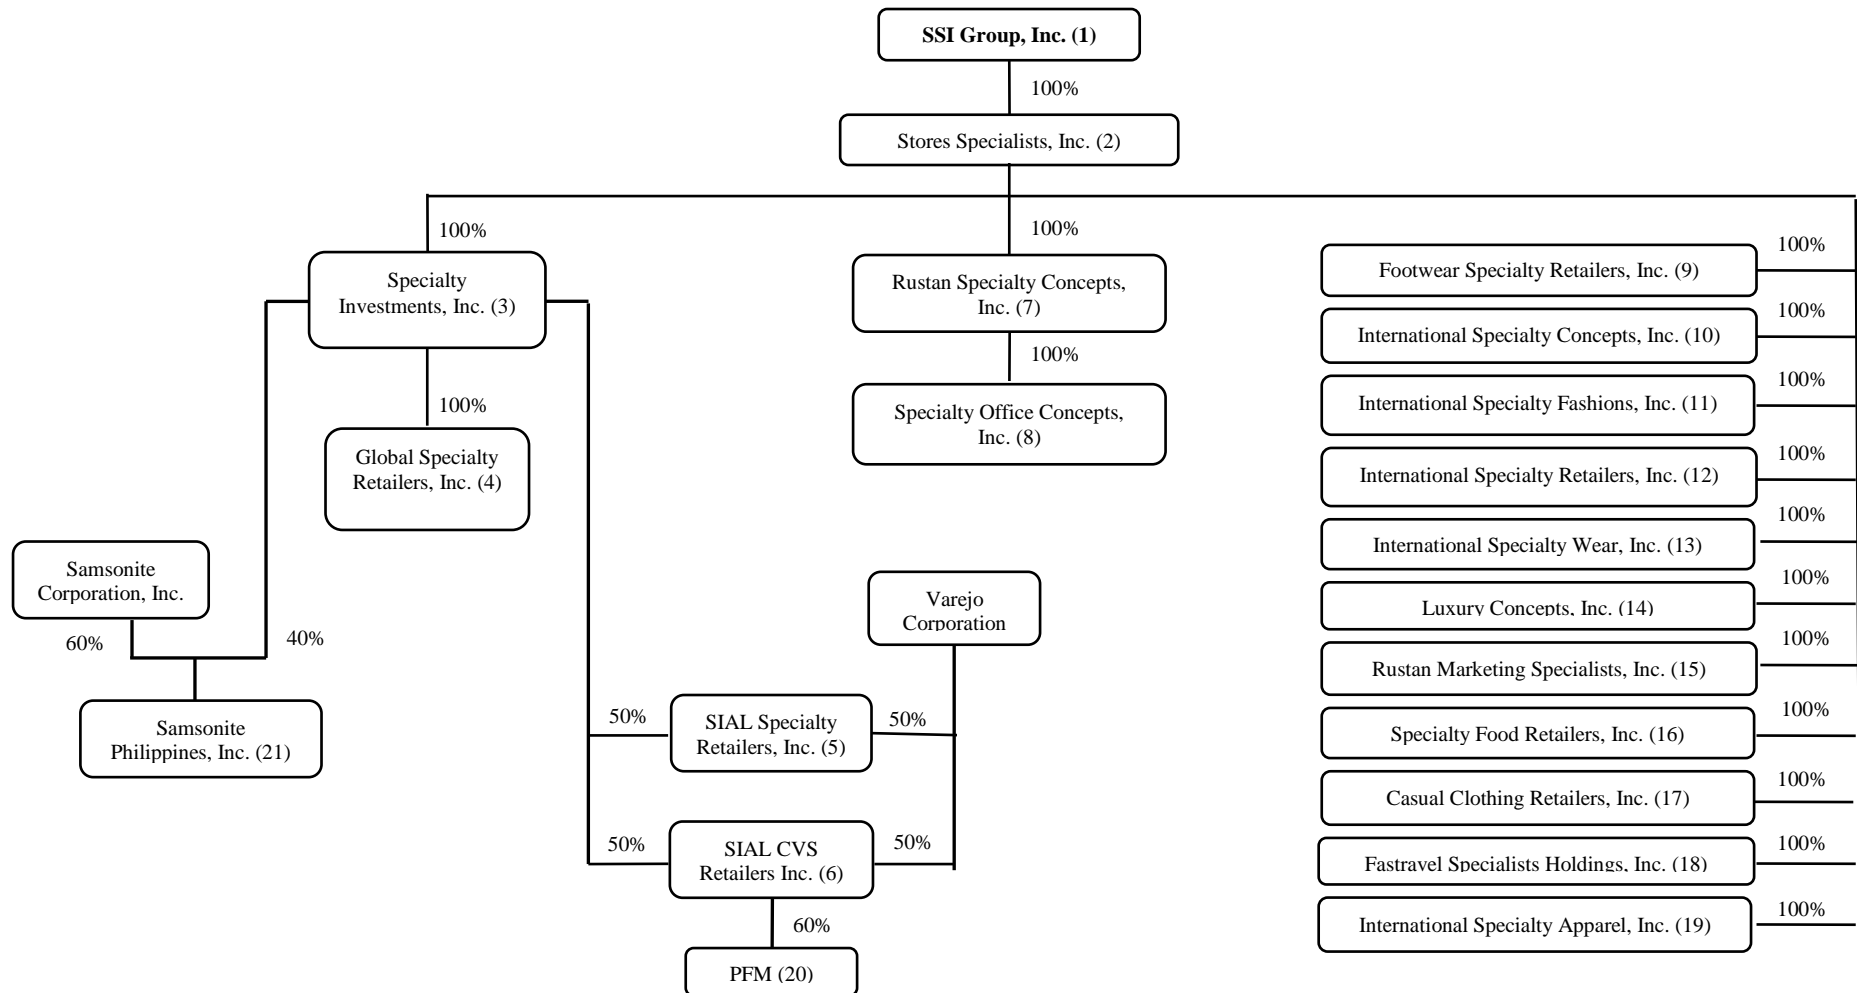 SSI Group, Inc. (1)
100%
Stores Specialists, Inc. (2)
100%
Specialty
Investments, Inc. (3)
100%
Global Specialty
Retailers, Inc. (4)
100%
Rustan Specialty Concepts,
Inc. (7)
100%
Specialty Office Concepts,
Inc. (8)
Samsonite
Corporation, Inc.
60%
40%
Samsonite
Philippines, Inc. (21)
Varejo
Corporation
50%
SIAL Specialty
Retailers, Inc. (5)
50%
50%
SIAL CVS
Retailers Inc. (6)
50%
60%
PFM (20)
100%
Footwear Specialty Retailers, Inc. (9)
100%
International Specialty Concepts, Inc. (10)
100%
International Specialty Fashions, Inc. (11)
100%
International Specialty Retailers, Inc. (12)
100%
International Specialty Wear, Inc. (13)
100%
Luxury Concepts, Inc. (14)
100%
Rustan Marketing Specialists, Inc. (15)
100%
Specialty Food Retailers, Inc. (16)
100%
Casual Clothing Retailers, Inc. (17)
100%
Fastravel Specialists Holdings, Inc. (18)
100%
International Specialty Apparel, Inc. (19)